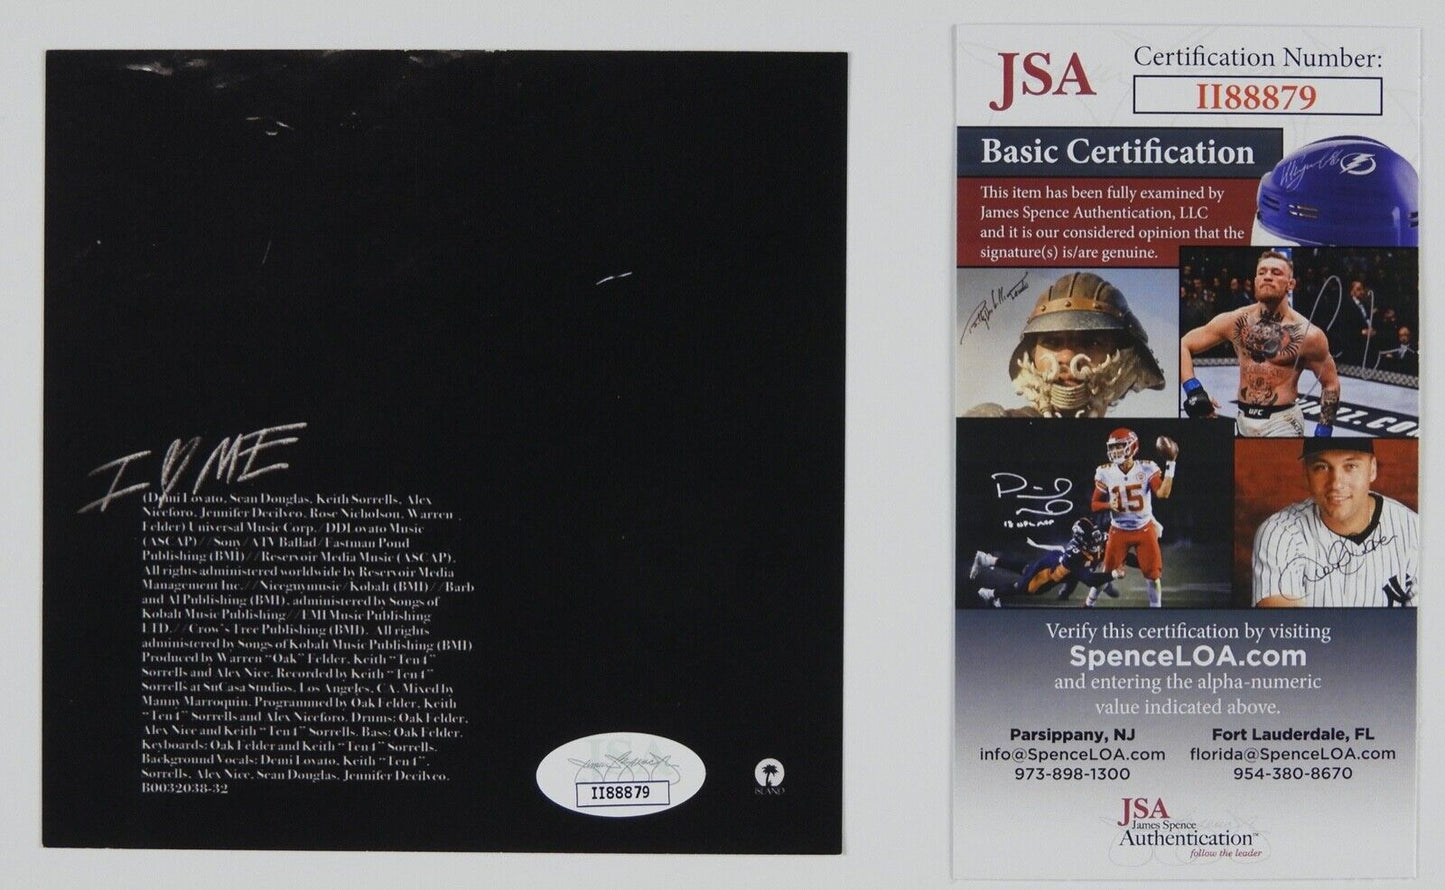 I ♡ ME
(Demi Lovato, Sean Douglas, Keith Sorrells, Alex
Niceforo, Jennifer Decilveo, Rose Nicholson, Warren
Felder) Universal Music Corp./DDLovato Music
(ASCAP)//Sony/ATV Ballad/Eastman Pond
Publishing (BMI)//Reservoir Media Music (ASCAP).
All rights administered worldwide by Reservoir Media
Management Inc.//Niceguymusic/Kobalt (BMI)//Barb
and Al Publishing (BMI), administered by Songs of
Kobalt Music Publishing//EMI Music Publishing
LTD.//Crow's Tree Publishing (BMI). All rights
administered by Songs of Kobalt Music Publishing (BMI)
Produced by Warren "Oak" Felder, Keith "Ten4"
Sorrells and Alex Nice. Recorded by Keith "Ten4"
Sorrells at SuCasa Studios, Los Angeles, CA. Mixed by
Manny Marroquin. Programmed by Oak Felder, Keith
"Ten4" Sorrells and Alex Niceforo. Drums: Oak Felder,
Alex Nice and Keith "Ten4" Sorrells. Bass: Oak Felder.
Keyboards: Oak Felder and Keith "Ten4" Sorrells.
Background Vocals: Demi Lovato, Keith "Ten4",
Sorrells, Alex Nice, Sean Douglas, Jennifer Decilveo.
B0032038-32
JSA
II88879
ISLAND
JSA
Certification Number:
II88879
Basic Certification
This item has been fully examined by
James Spence Authentication, LLC
and it is our considered opinion that the
signature(s) is/are genuine.
UFC
15
NY
Verify this certification by visiting
SpenceLOA.com
and entering the alpha-numeric
value indicated above.
Parsippany, NJ
info@SpenceLOA.com
973-898-1300
Fort Lauderdale, FL
florida@SpenceLOA.com
954-380-8670
JSA
James Spence
Authentication™
follow the leader